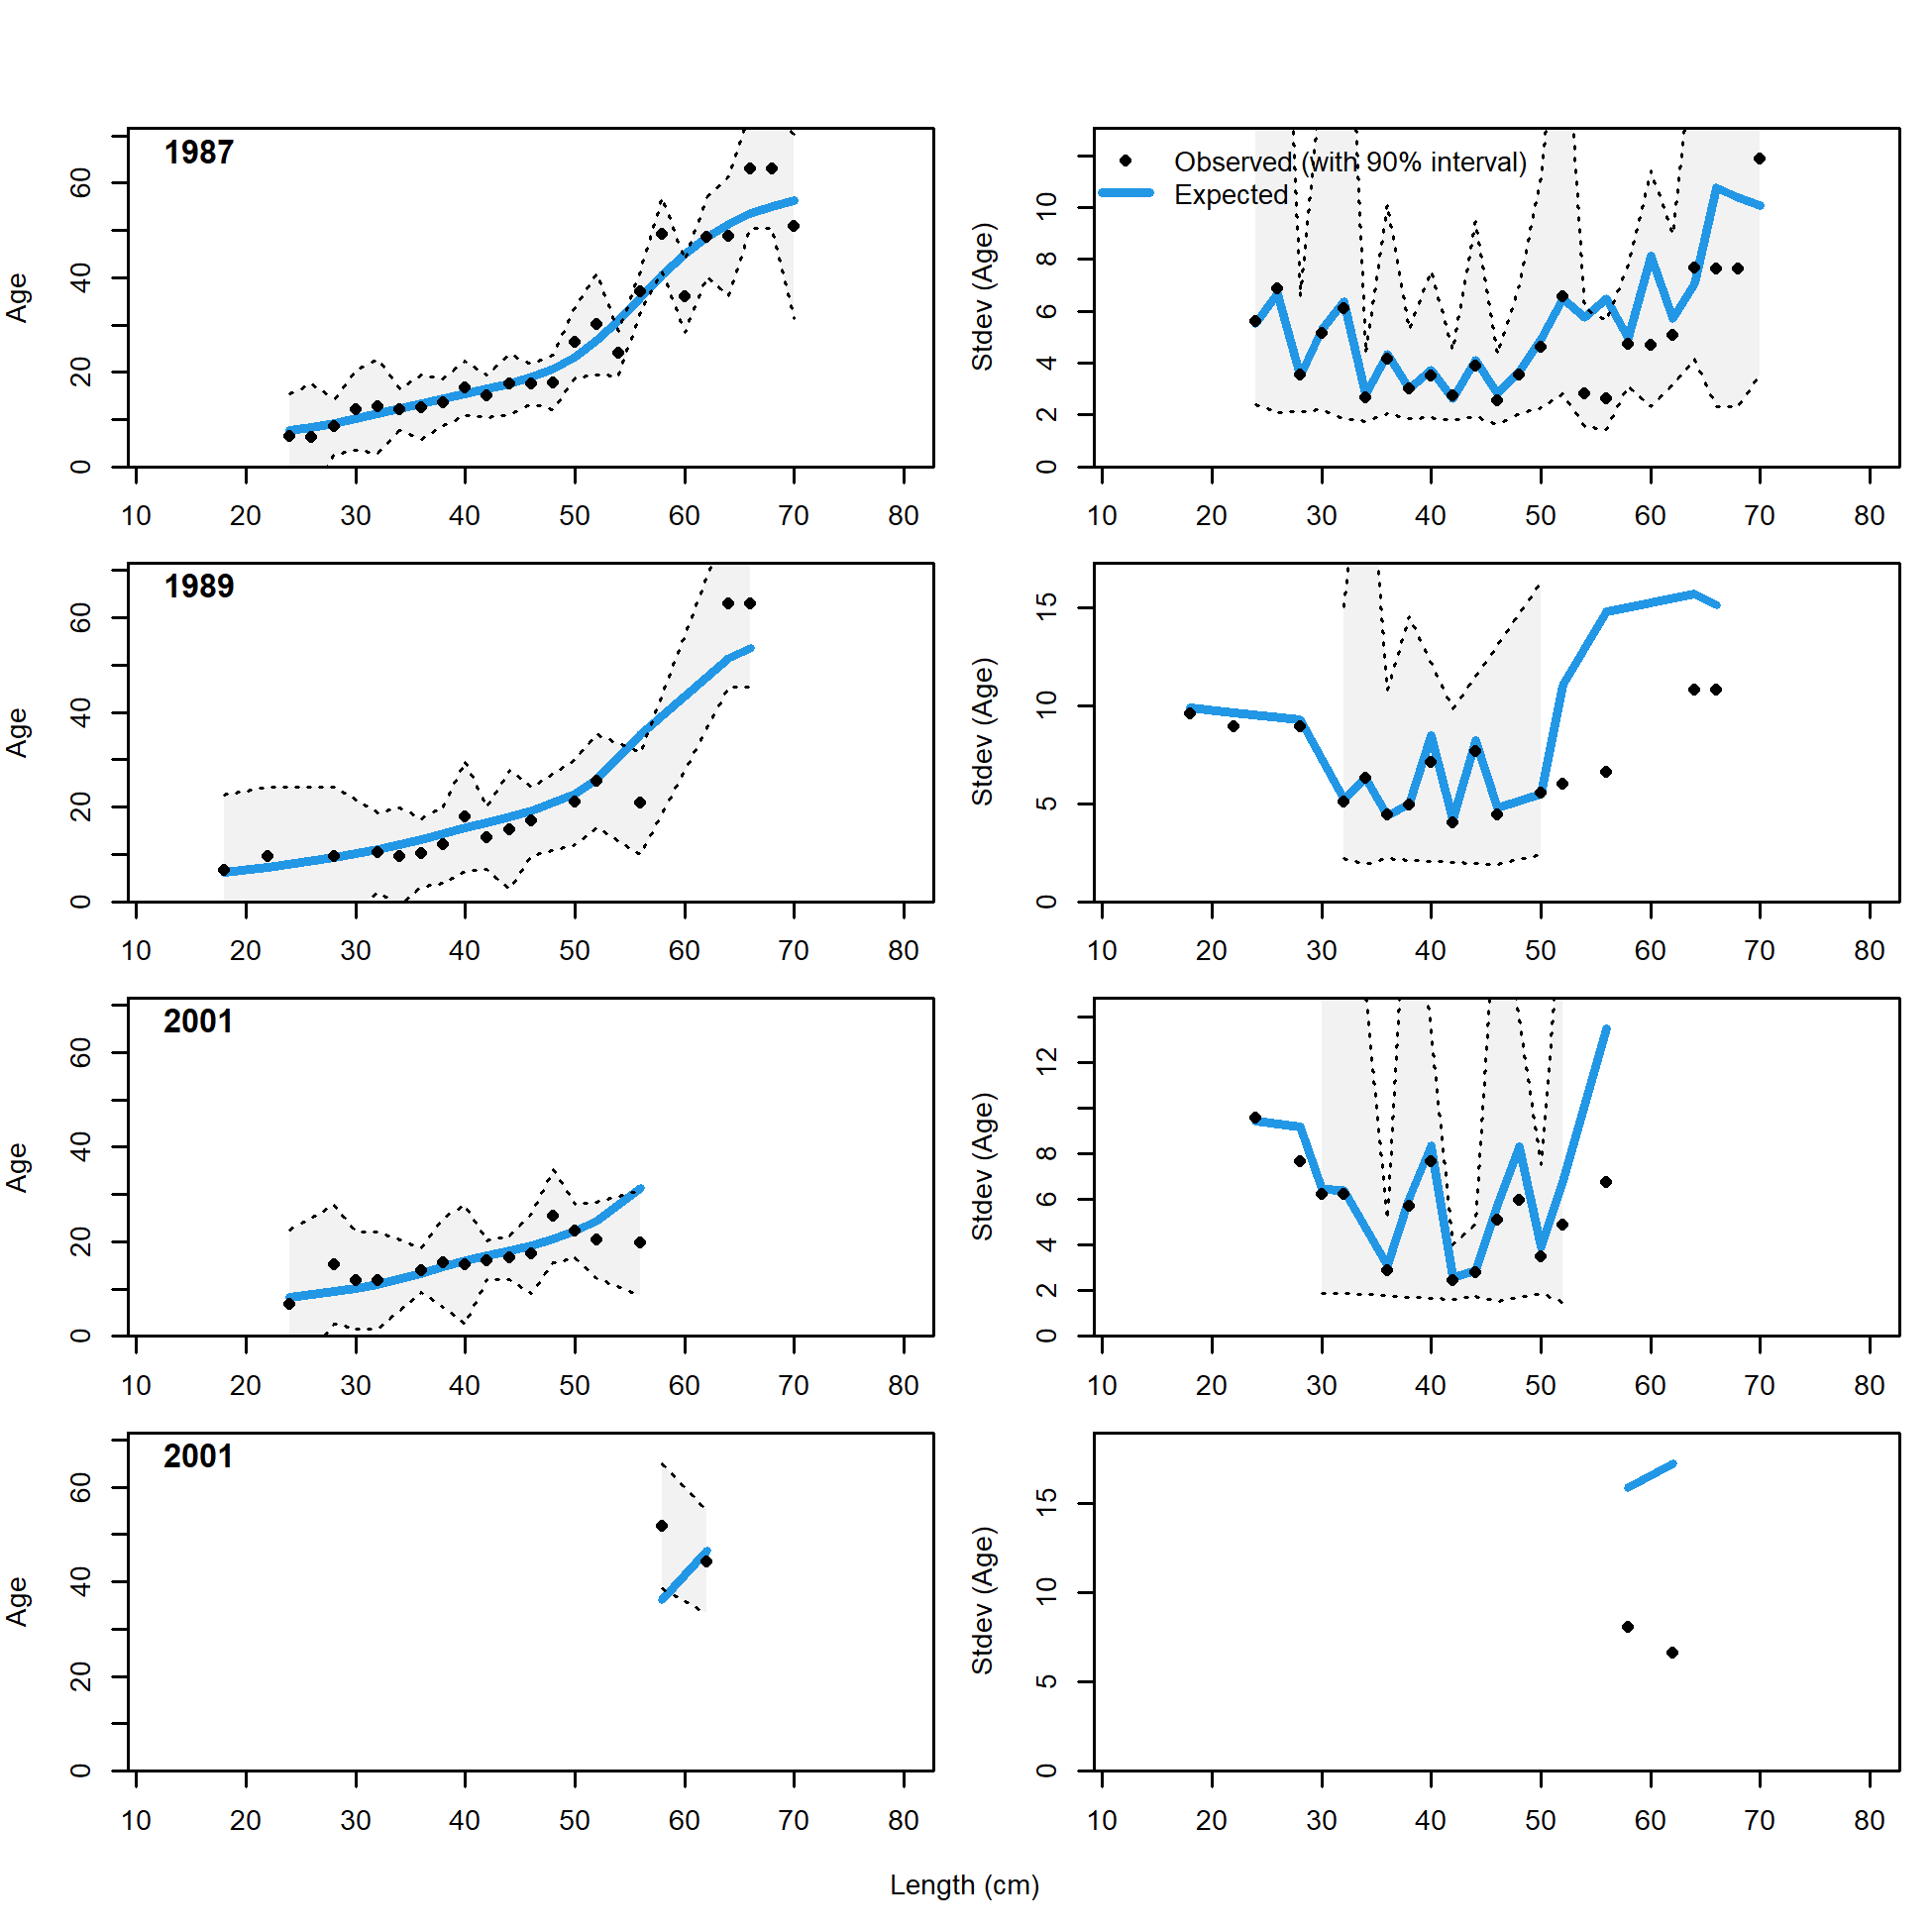 1987
Age
0 20 40 60
10 20 30 40 50 60 70 80
Observed (with 90% interval)
Expected
Stdev (Age)
0 2 4 6 8 10
10 20 30 40 50 60 70 80
1989
Age
0 20 40 60
10 20 30 40 50 60 70 80
Stdev (Age)
0 5 10 15
10 20 30 40 50 60 70 80
2001
Age
0 20 40 60
10 20 30 40 50 60 70 80
Stdev (Age)
0 2 4 6 8 12
10 20 30 40 50 60 70 80
2001
Age
0 20 40 60
10 20 30 40 50 60 70 80
Stdev (Age)
0 5 10 15
10 20 30 40 50 60 70 80
Length (cm)